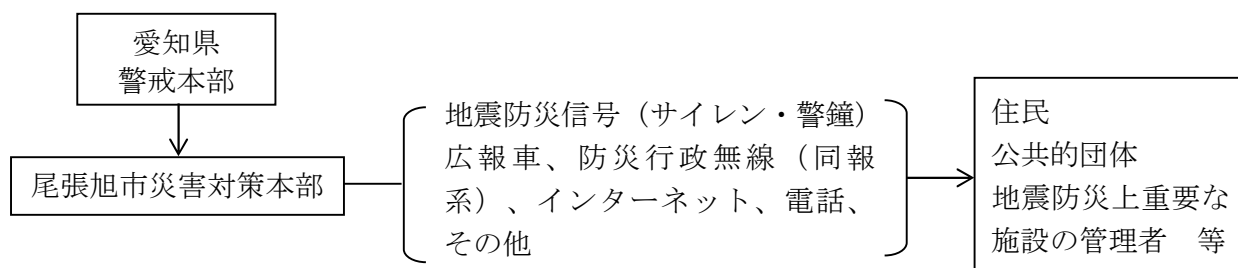 愛知県
警戒本部
尾張旭市災害対策本部
地震防災信号（サイレン・警鐘）
広報車、防災行政無線（同報
系）、インターネット、電話、
その他
住民
公共的団体
地震防災上重要な
施設の管理者　等